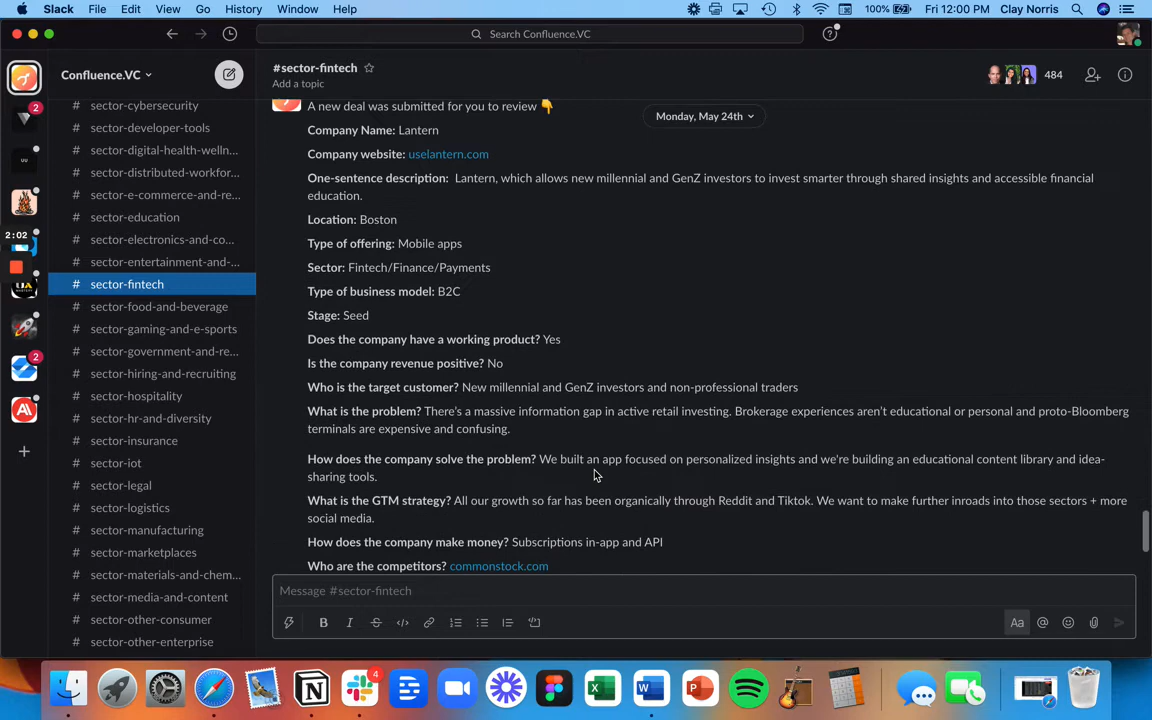 Slack File Edit View Go History Window Help 100% Fri 12:00 PM Clay Norris
Search Confluence.VC
Confluence.VC
#sector-fintech
Add a topic
484
2
2:02
2
# sector-cybersecurity
# sector-developer-tools
# sector-digital-health-welln...
# sector-distributed-workfor...
# sector-e-commerce-and-re...
# sector-education
# sector-electronics-and-co...
# sector-entertainment-and-...
# sector-fintech
# sector-food-and-beverage
# sector-gaming-and-e-sports
# sector-government-and-re...
# sector-hiring-and-recruiting
# sector-hospitality
# sector-hr-and-diversity
# sector-insurance
# sector-iot
# sector-legal
# sector-logistics
# sector-manufacturing
# sector-marketplaces
# sector-materials-and-chem...
# sector-media-and-content
# sector-other-consumer
# sector-other-enterprise
A new deal was submitted for you to review
Monday, May 24th
Company Name: Lantern
Company website: uselantern.com
One-sentence description: Lantern, which allows new millennial and GenZ investors to invest smarter through shared insights and accessible financial
education.
Location: Boston
Type of offering: Mobile apps
Sector: Fintech/Finance/Payments
Type of business model: B2C
Stage: Seed
Does the company have a working product? Yes
Is the company revenue positive? No
Who is the target customer? New millennial and GenZ investors and non-professional traders
What is the problem? There's a massive information gap in active retail investing. Brokerage experiences aren't educational or personal and proto-Bloomberg
terminals are expensive and confusing.
How does the company solve the problem? We built an app focused on personalized insights and we're building an educational content library and idea-
sharing tools.
What is the GTM strategy? All our growth so far has been organically through Reddit and Tiktok. We want to make further inroads into those sectors + more
social media.
How does the company make money? Subscriptions in-app and API
Who are the competitors? commonstock.com
Message #sector-fintech
B I S Aa @
4